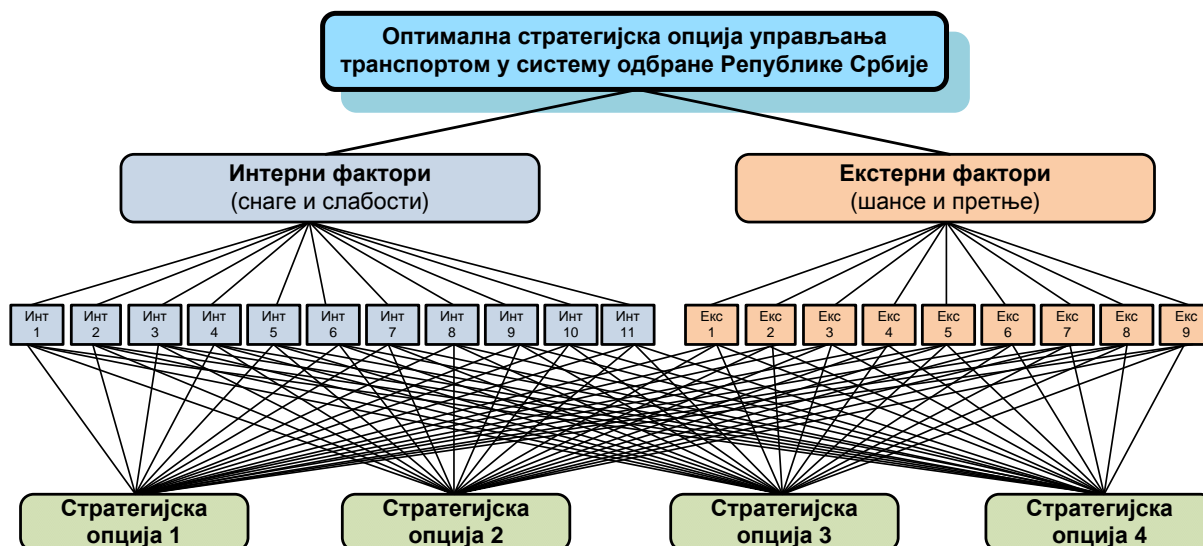 Оптимална стратегијска опција управљања
транспортом у систему одбране Републике Србије
Интерни фактори
(снаге и слабости)
Екстерни фактори
(шансе и претње)
Инт
1
Инт
2
Инт
3
Инт
4
Инт
5
Инт
6
Инт
7
Инт
8
Инт
9
Инт
10
Инт
11
Екс
1
Екс
2
Екс
3
Екс
4
Екс
5
Екс
6
Екс
7
Екс
8
Екс
9
Стратегијска
опција 1
Стратегијска
опција 2
Стратегијска
опција 3
Стратегијска
опција 4